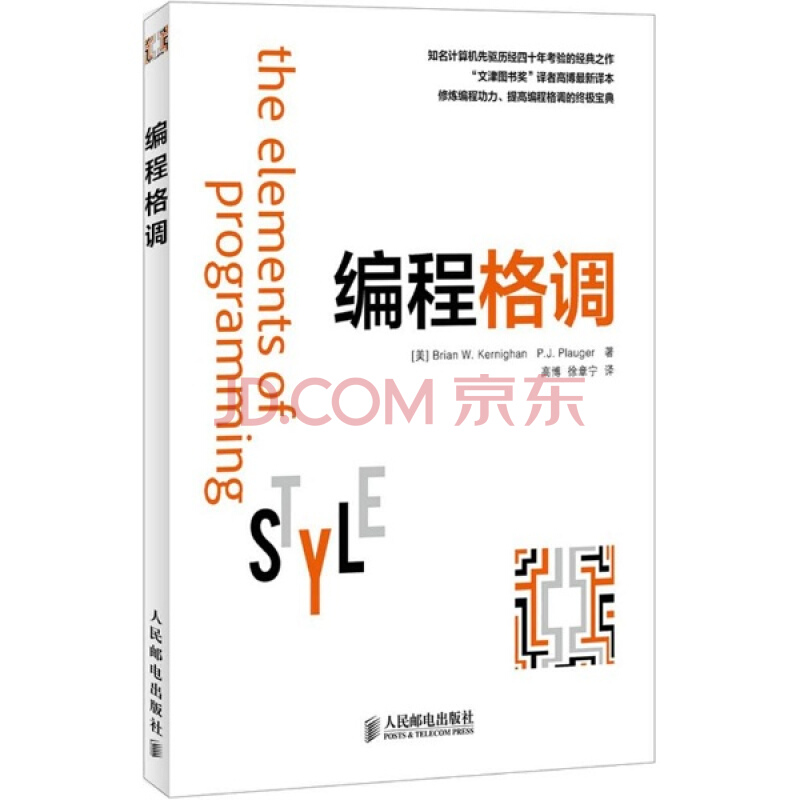 编程格调
人民邮电出版社
知名计算机先驱历经四十年考验的经典之作
“文津图书奖”译者高博最新译本
修炼编程功力、提高编程格调的终极宝典
the elements of
programming
STYLE
编程格调
[美] Brian W. Kernighan P.J. Plauger 著
高博 徐章宁 译
JD.COM 京东
人民邮电出版社
POSTS & TELECOM PRESS